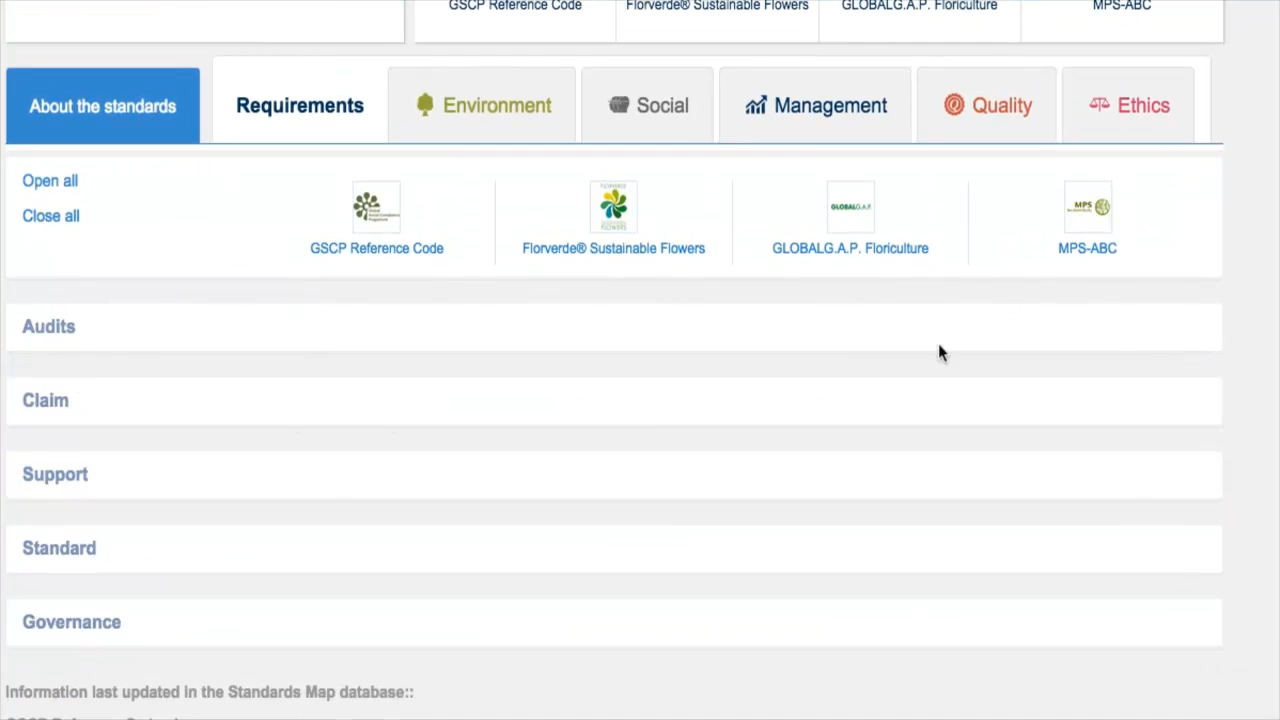 GSCP Reference Code Florverde® Sustainable Flowers GLOBALG.A.P. Floriculture MPS-ABC
About the standards Requirements Environment Social Management Quality Ethics
Open all
Close all
GLOBALG.A.P.
MPS
GSCP Reference Code Florverde® Sustainable Flowers GLOBALG.A.P. Floriculture MPS-ABC
Audits
Claim
Support
Standard
Governance
Information last updated in the Standards Map database::